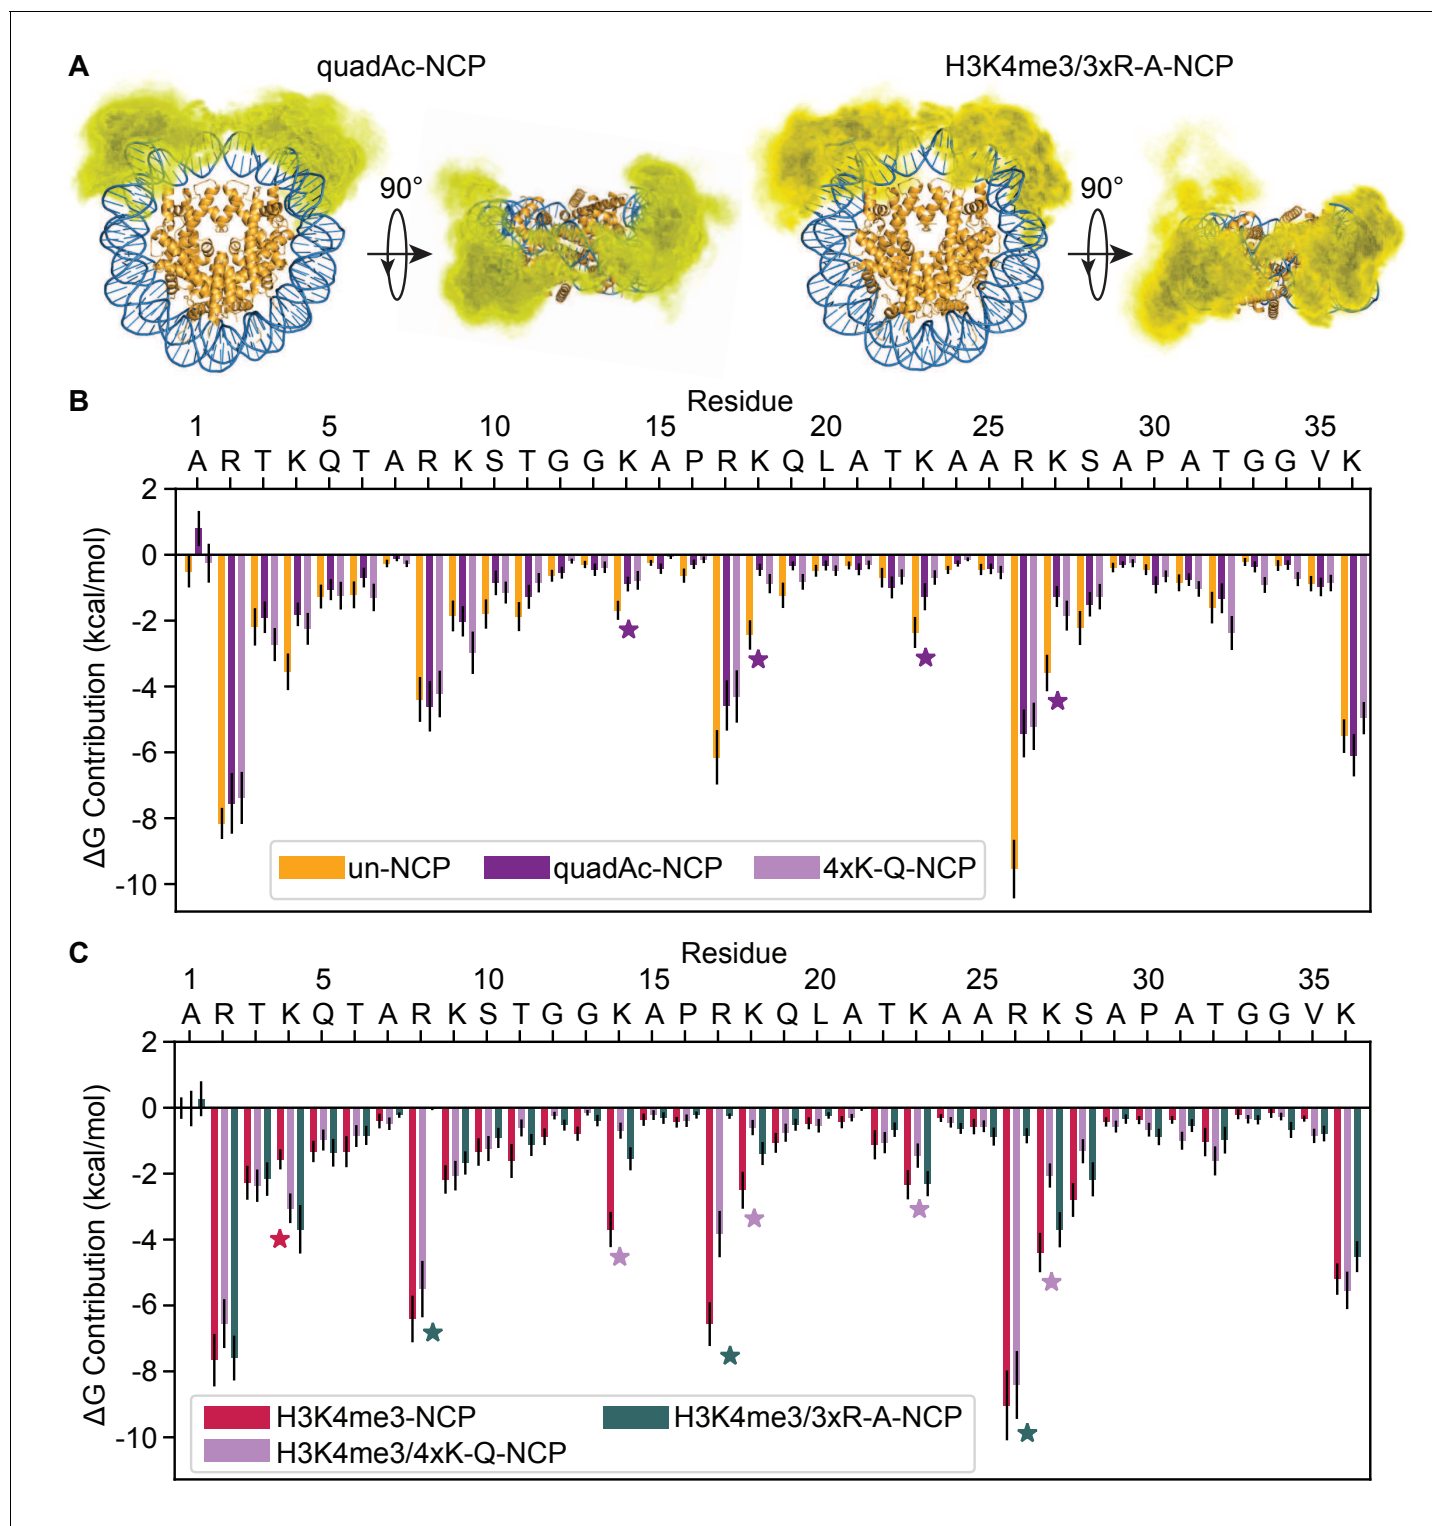 A
quadAc-NCP
H3K4me3/3xR-A-NCP
90°
90°
B
Residue
1 5 10 15 20 25 30 35
A R T K Q T A R K S T G G K A P R K Q L A T K A A R K S A P A T G G V K
2
0
-2
-4
-6
-8
-10
ΔG Contribution (kcal/mol)
un-NCP quadAc-NCP 4xK-Q-NCP
C
Residue
1 5 10 15 20 25 30 35
A R T K Q T A R K S T G G K A P R K Q L A T K A A R K S A P A T G G V K
2
0
-2
-4
-6
-8
-10
ΔG Contribution (kcal/mol)
H3K4me3-NCP H3K4me3/3xR-A-NCP
H3K4me3/4xK-Q-NCP